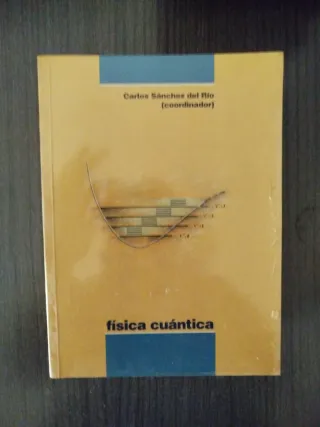 Carlos Sánchez del Río
(coordinador)
física cuántica